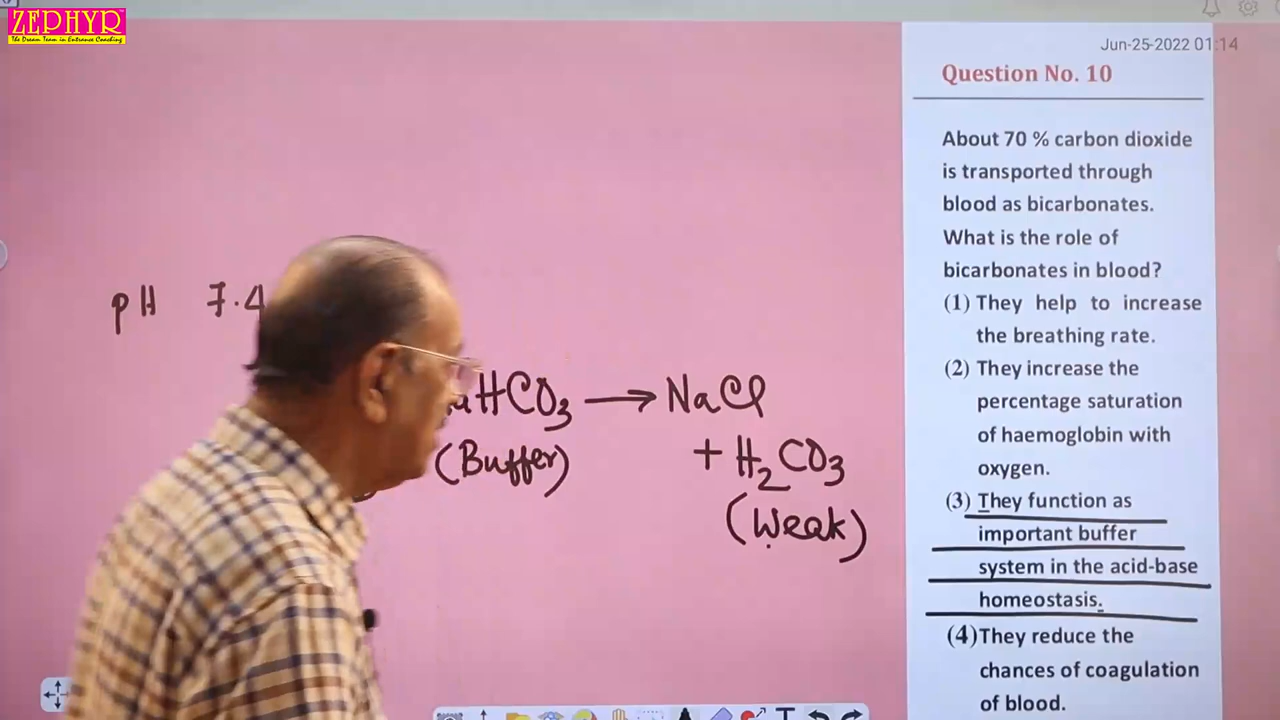 ZEPHYR
The Dream Team in Entrance Coaching
Jun-25-2022 01:14
Question No. 10
About 70 % carbon dioxide
is transported through
blood as bicarbonates.
What is the role of
bicarbonates in blood?
(1) They help to increase
the breathing rate.
(2) They increase the
percentage saturation
of haemoglobin with
oxygen.
(3) They function as
important buffer
system in the acid-base
homeostasis.
(4) They reduce the
chances of coagulation
of blood.
pH 7.4
HCO3 → NaCl
(Buffer) + H2CO3
(Weak)